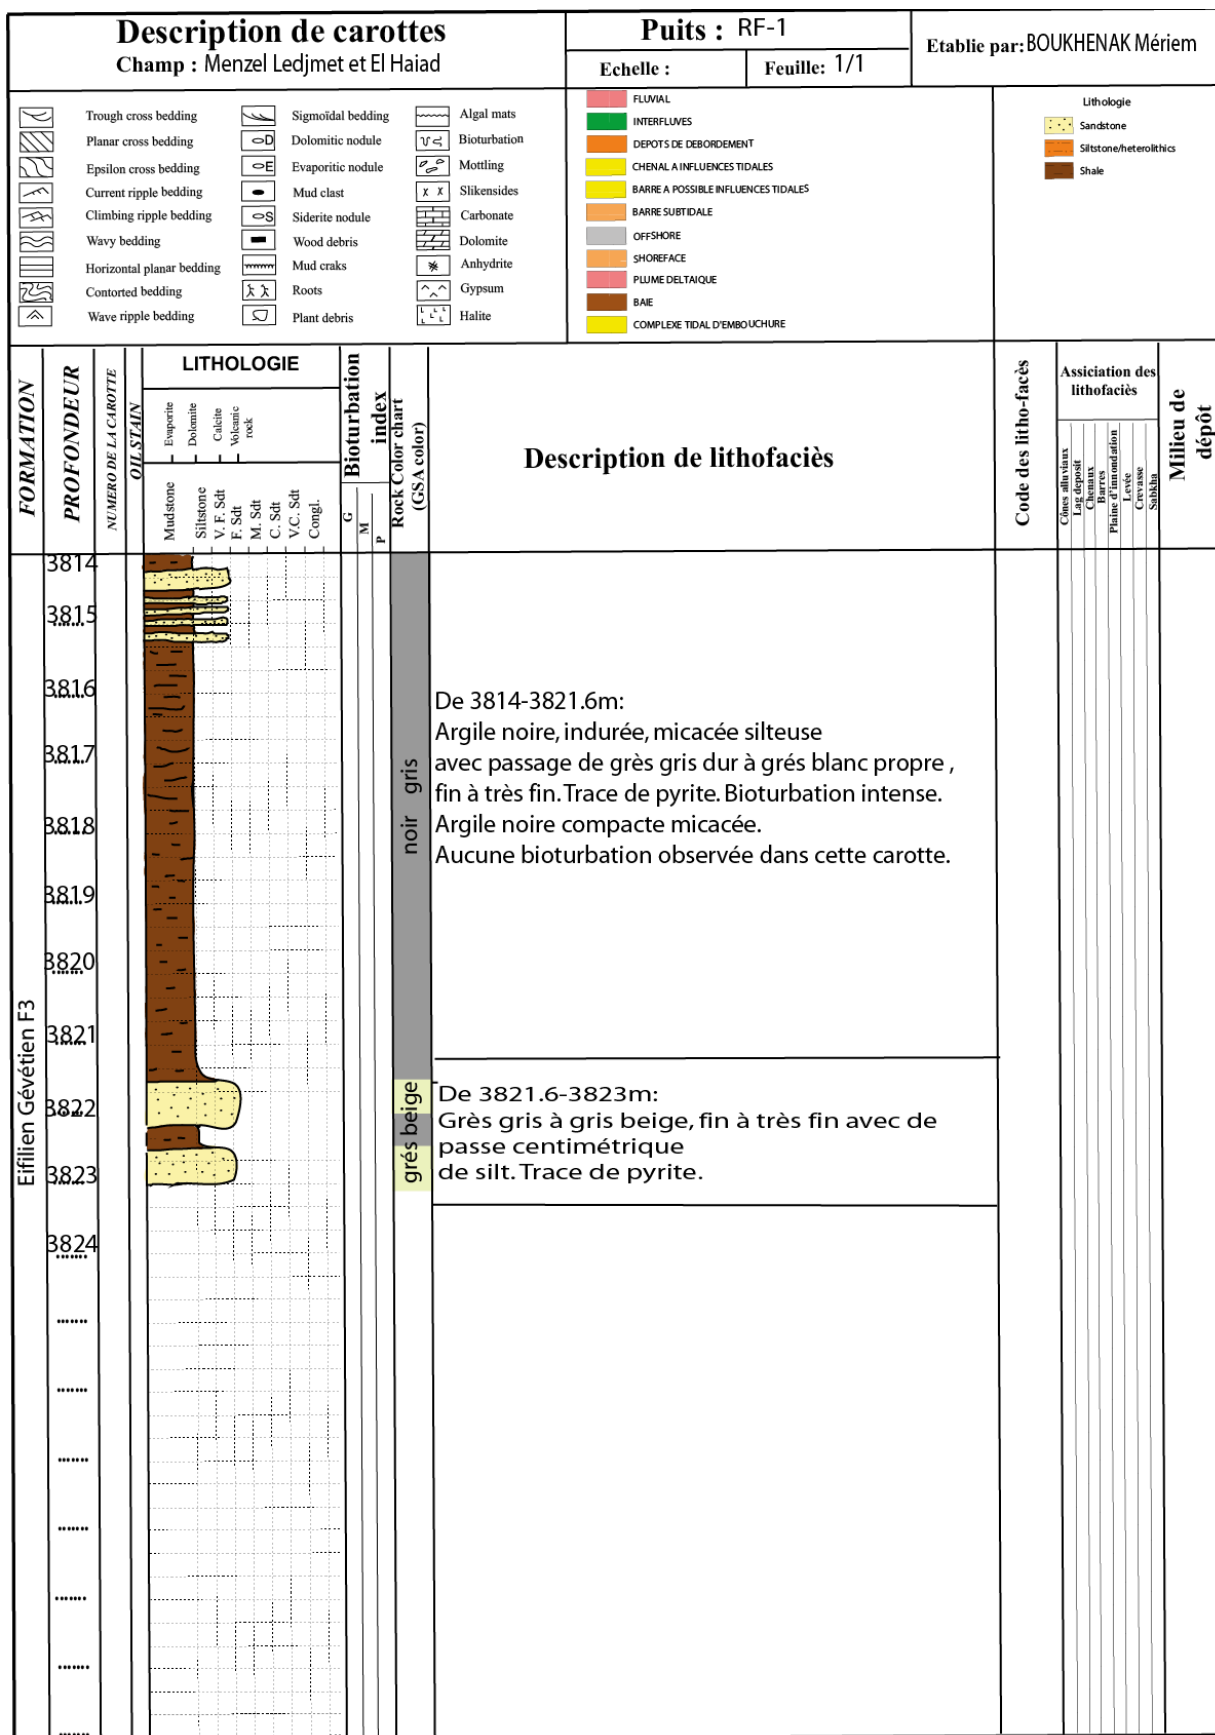 Description de carottes
Champ : Menzel Ledjmet et El Haiad
Puits : RF-1
Echelle :
Feuille: 1/1
Etablie par: BOUKHENAK Mériem
Trough cross bedding
Planar cross bedding
Epsilon cross bedding
Current ripple bedding
Climbing ripple bedding
Wavy bedding
Horizontal planar bedding
Contorted bedding
Wave ripple bedding
Sigmoïdal bedding
D Dolomitic nodule
E Evaporitic nodule
Mud clast
S Siderite nodule
Wood debris
Mud craks
Roots
Plant debris
Algal mats
Bioturbation
Mottling
x x Slikensides
Carbonate
Dolomite
Anhydrite
Gypsum
Halite
FLUVIAL
INTERFLUVES
DEPOTS DE DEBORDEMENT
CHENAL A INFLUENCES TIDALES
BARRE A POSSIBLE INFLUENCES TIDALES
BARRE SUBTIDALE
OFFSHORE
SHOREFACE
PLUME DELTAIQUE
BAIE
COMPLEXE TIDAL D'EMBOUCHURE
Lithologie
Sandstone
Siltstone/heterolithics
Shale
FORMATION
PROFONDEUR
NUMERO DE LA CAROTTE
OIL STAIN
LITHOLOGIE
Evaporite
Dolomite
Calcite
Volcanic
rock
Mudstone
Siltstone
V. F. Sdt
F. Sdt
M. Sdt
C. Sdt
V.C. Sdt
Congl.
Bioturbation
index
G
M
P
Rock Color chart
(GSA color)
Description de lithofaciès
Code des litho-facès
Assiciation des
lithofaciès
Cônes alluviaux
Lag deposit
Chenaux
Barres
Plaine d'innondation
Levée
Crevasse
Sabkha
Milieu de
dépôt
Eifilien Gévétien F3
3814
3815
3816
3817
3818
3819
3820
3821
3822
3823
3824
noir gris
grés beige
De 3814-3821.6m:
Argile noire, indurée, micacée silteuse
avec passage de grès gris dur à grés blanc propre ,
fin à très fin. Trace de pyrite. Bioturbation intense.
Argile noire compacte micacée.
Aucune bioturbation observée dans cette carotte.
De 3821.6-3823m:
Grès gris à gris beige, fin à très fin avec de
passe centimétrique
de silt. Trace de pyrite.